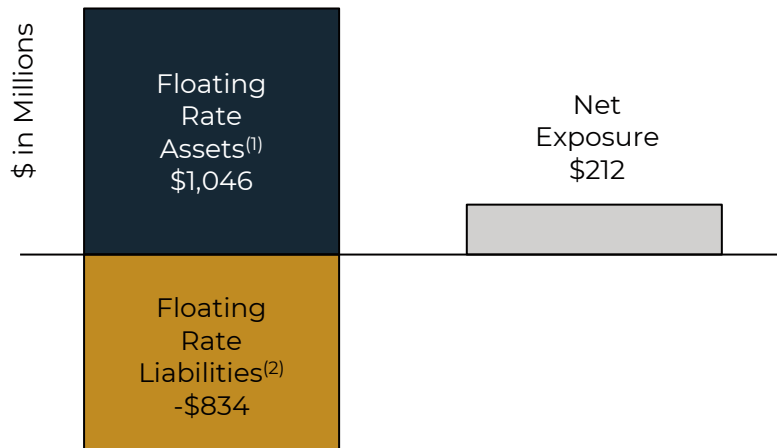 $ in Millions
Floating
Rate
Assets(1)
$1,046
Net
Exposure
$212
Floating
Rate
Liabilities(2)
-$834